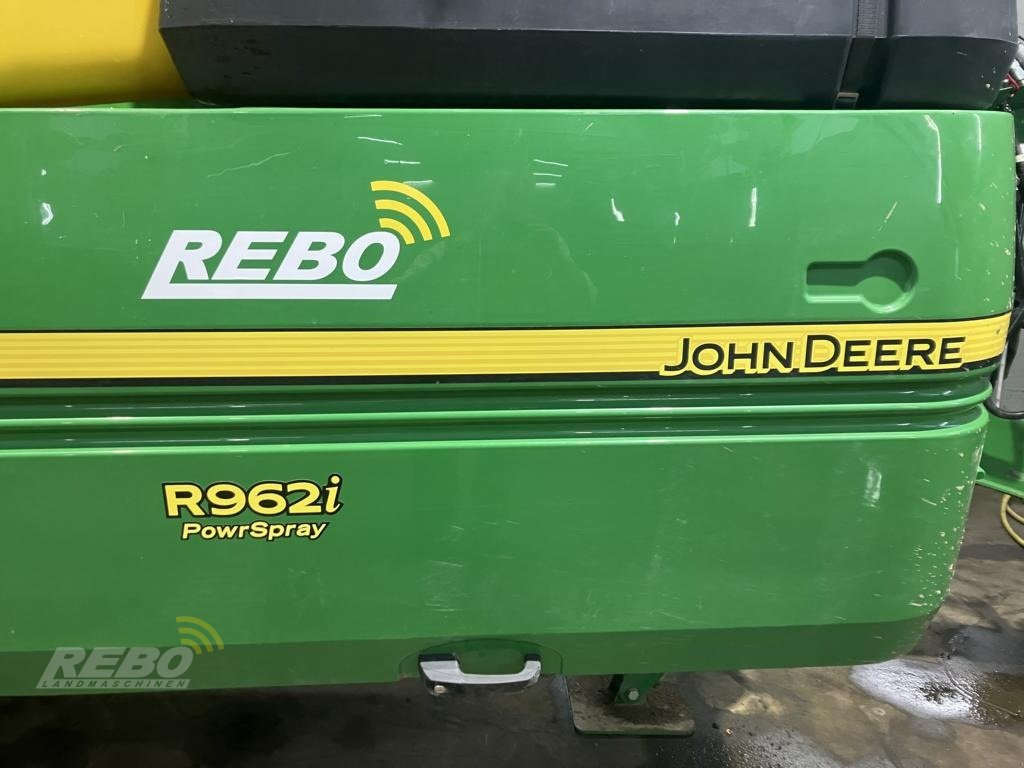 REBO
JOHN DEERE
R962i
PowrSpray
REBO
LANDMASCHINEN